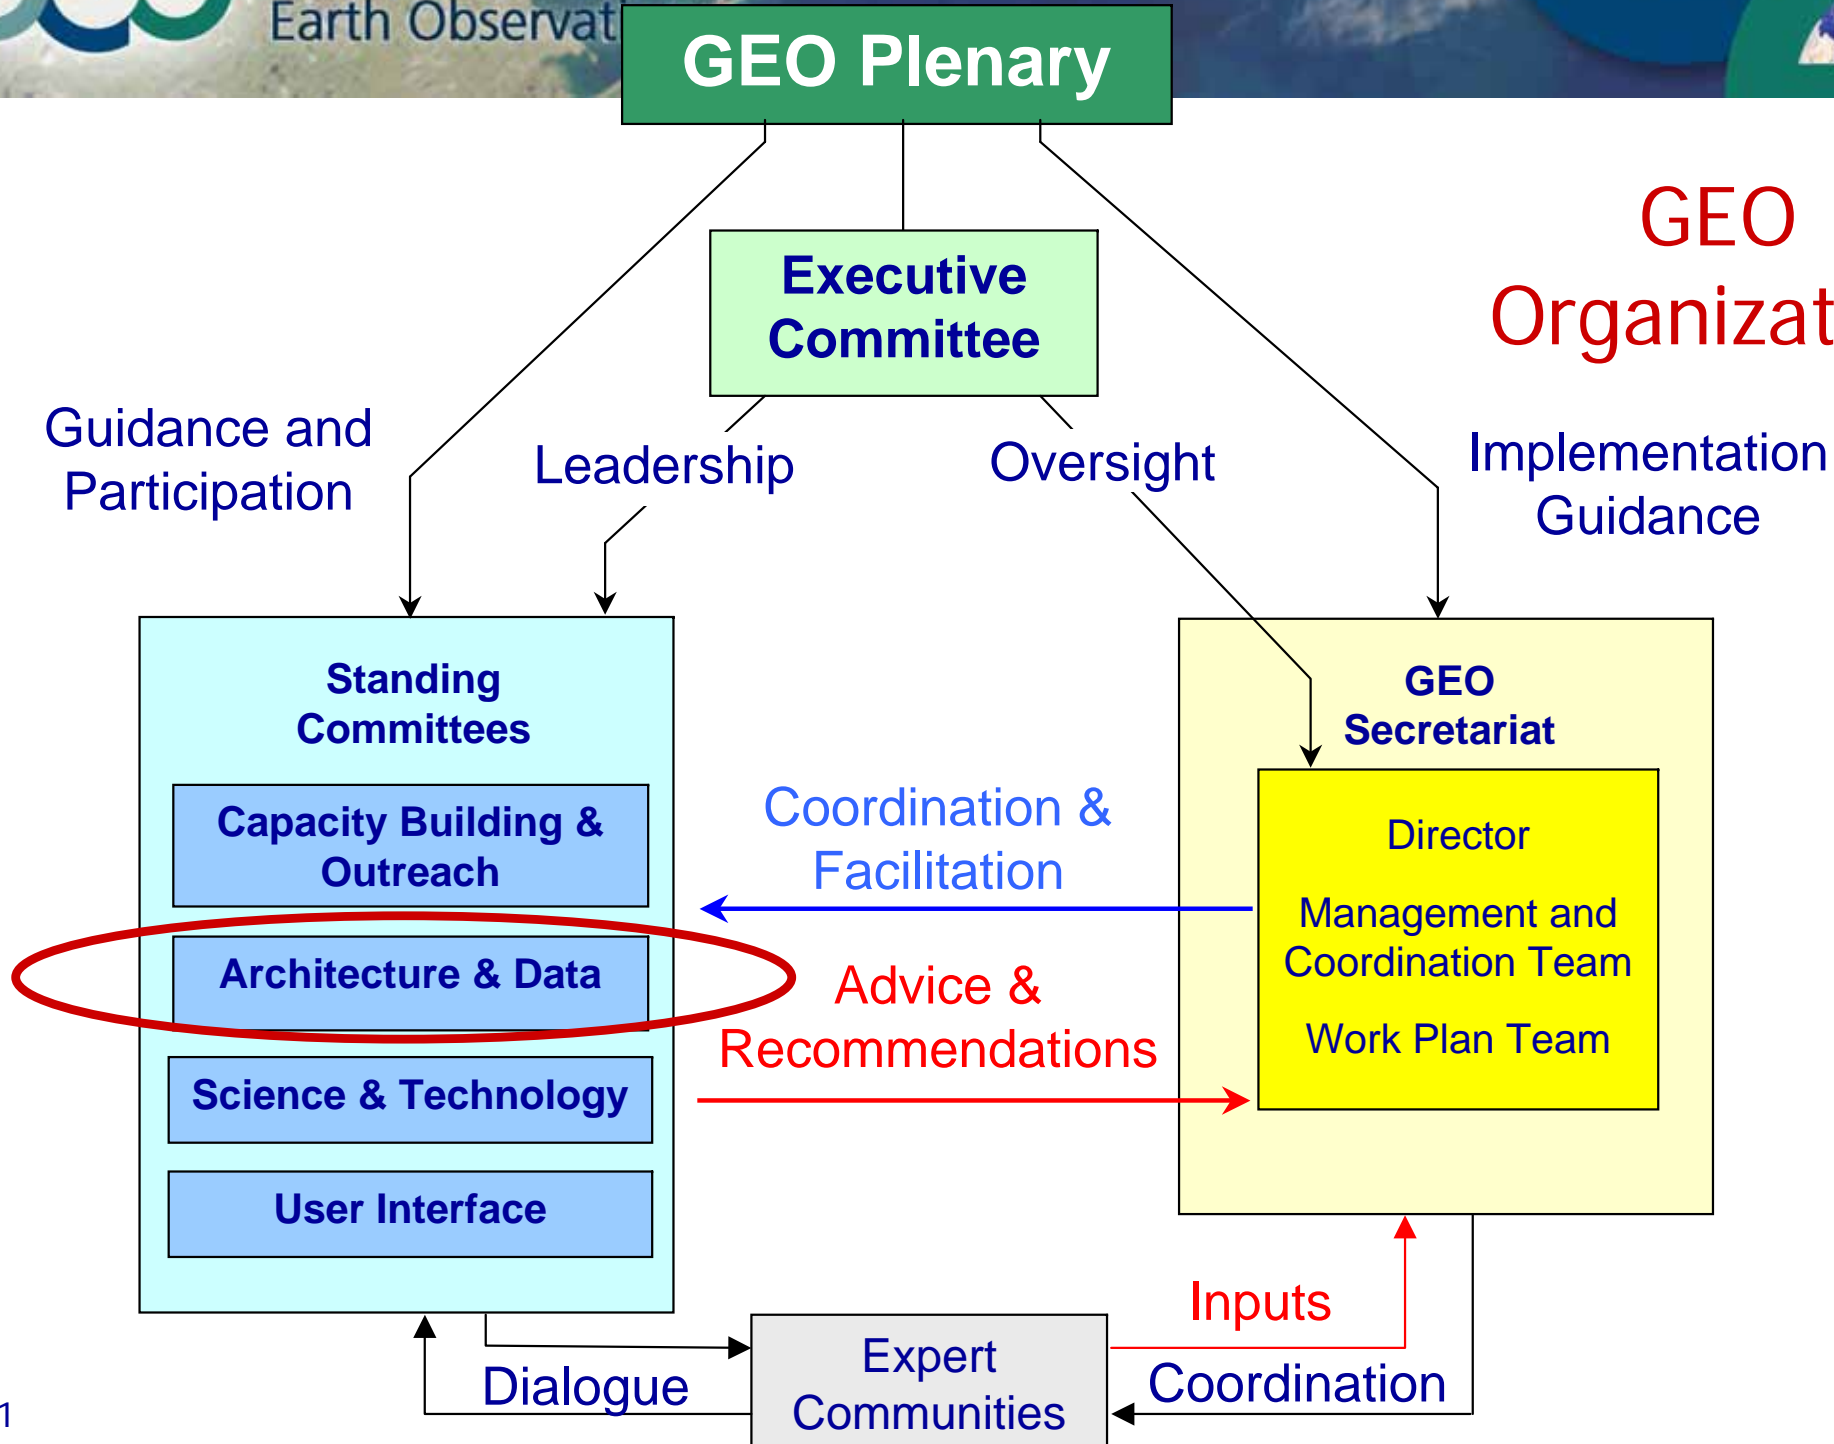 Earth Observati
GEO Plenary
GEO
Organizat
Executive
Committee
Guidance and
Participation
Leadership
Oversight
Implementation
Guidance
Standing
Committees
Capacity Building &
Outreach
Architecture & Data
Science & Technology
User Interface
Coordination &
Facilitation
Advice &
Recommendations
GEO
Secretariat
Director
Management and
Coordination Team
Work Plan Team
Inputs
Dialogue
Expert
Communities
Coordination
1